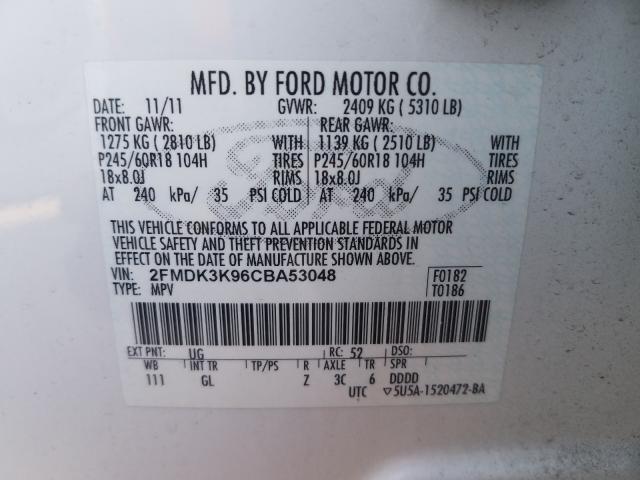 MFD. BY FORD MOTOR CO.
DATE: 11/11 GVWR: 2409 KG ( 5310 LB)
FRONT GAWR: REAR GAWR:
1275 KG ( 2810 LB) WITH 1139 KG ( 2510 LB) WITH
P245/60R18 104H TIRES P245/60R18 104H TIRES
18x8.0J RIMS 18x8.0J RIMS
AT 240 kPa/ 35 PSI COLD AT 240 kPa/ 35 PSI COLD
THIS VEHICLE CONFORMS TO ALL APPLICABLE FEDERAL MOTOR
VEHICLE SAFETY AND THEFT PREVENTION STANDARDS IN
EFFECT ON THE DATE OF MANUFACTURE SHOWN ABOVE.
VIN: 2FMDK3K96CBA53048 F0182
TYPE: MPV T0186
EXT PNT: UG RC: 52 DSO:
WB INT TR TP/PS R AXLE TR SPR
111 GL Z 3C 6 DDDD
UTC ▽5U5A-1520472-BA